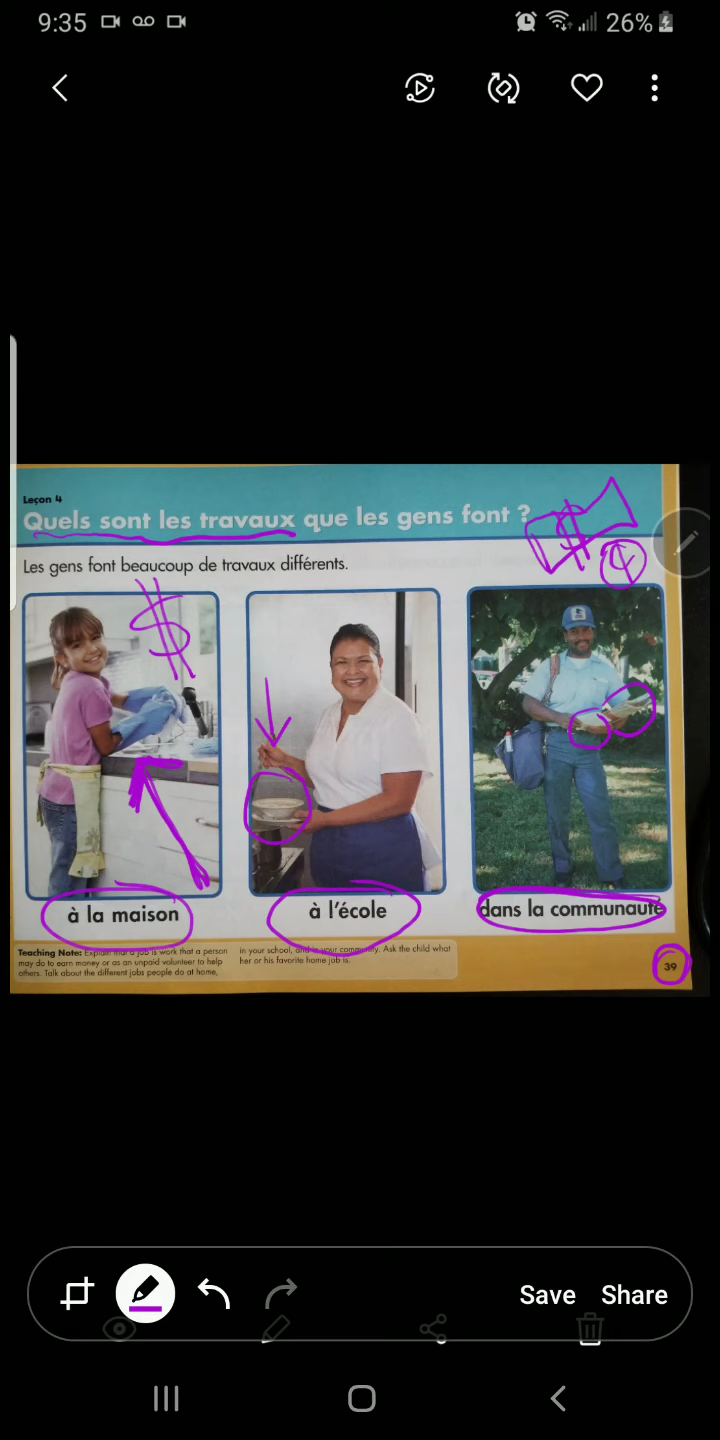 9:35
26%
Leçon 4
Quels sont les travaux que les gens font ?
$
4
Les gens font beaucoup de travaux différents.
$
à la maison
à l'école
dans la communauté
Teaching Note: Explain that a job is work that a person
may do to earn money or as an unpaid volunteer to help
others. Talk about the different jobs people do at home,
in your school, and in your community. Ask the child what
her or his favorite home job is.
39
Save Share